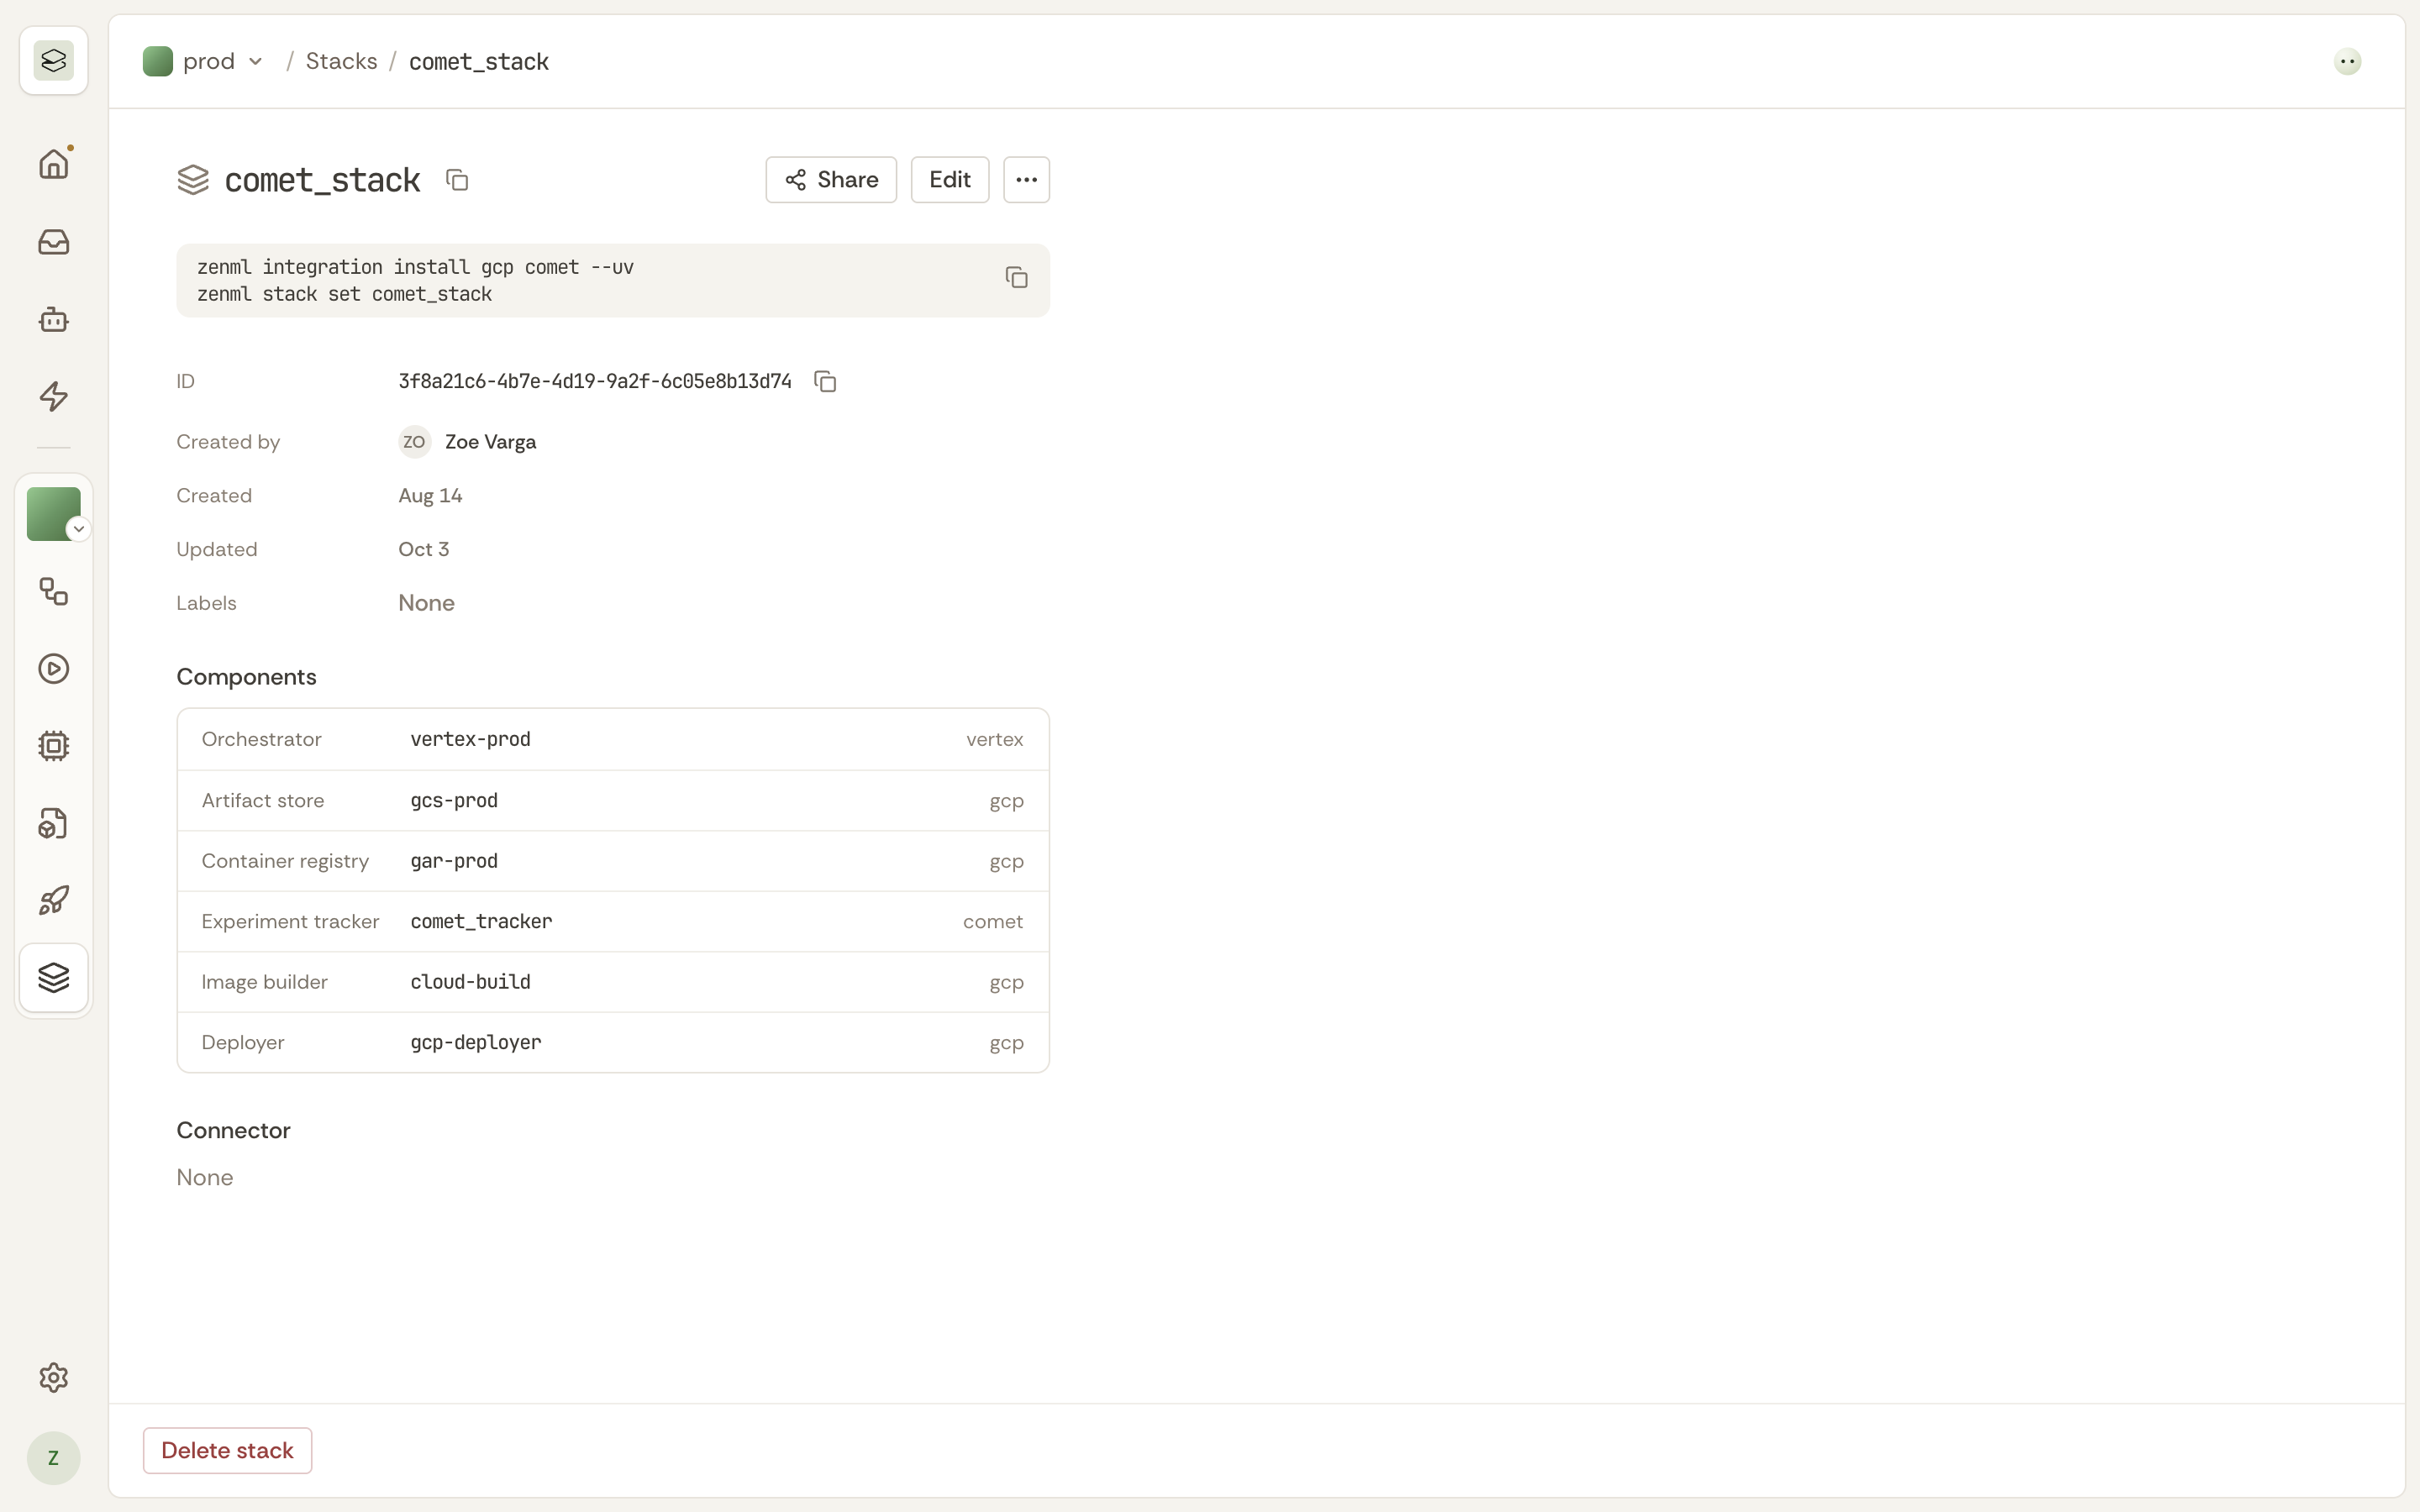 prod / Stacks / comet_stack
comet_stack
Share
Edit
zenml integration install gcp comet --uv
zenml stack set comet_stack
ID 3f8a21c6-4b7e-4d19-9a2f-6c05e8b13d74
Created by ZO Zoe Varga
Created Aug 14
Updated Oct 3
Labels None
Components
Orchestrator vertex-prod vertex
Artifact store gcs-prod gcp
Container registry gar-prod gcp
Experiment tracker comet_tracker comet
Image builder cloud-build gcp
Deployer gcp-deployer gcp
Connector
None
Delete stack
Z